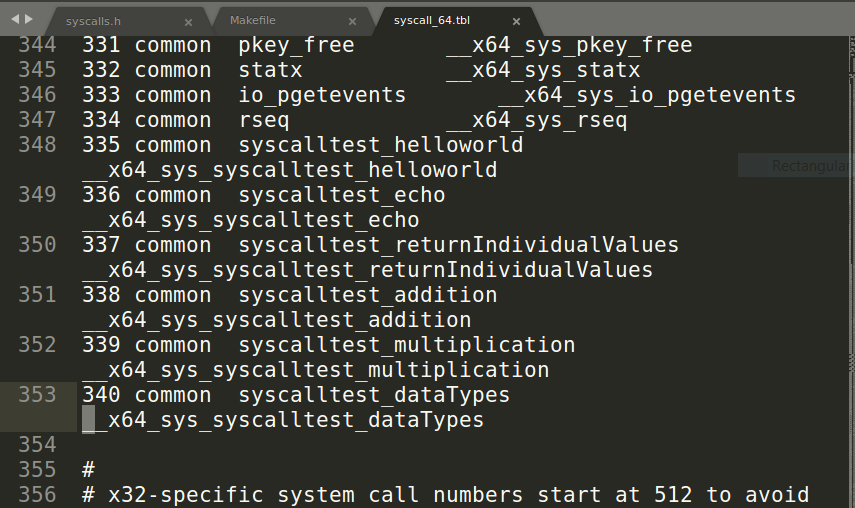 syscalls.h × Makefile × syscall_64.tbl ×
344 331 common pkey_free __x64_sys_pkey_free
345 332 common statx __x64_sys_statx
346 333 common io_pgetevents __x64_sys_io_pgetevents
347 334 common rseq __x64_sys_rseq
348 335 common syscalltest_helloworld
__x64_sys_syscalltest_helloworld
Rectangular
349 336 common syscalltest_echo
__x64_sys_syscalltest_echo
350 337 common syscalltest_returnIndividualValues
__x64_sys_syscalltest_returnIndividualValues
351 338 common syscalltest_addition
__x64_sys_syscalltest_addition
352 339 common syscalltest_multiplication
__x64_sys_syscalltest_multiplication
353 340 common syscalltest_dataTypes
__x64_sys_syscalltest_dataTypes
354
355 #
356 # x32-specific system call numbers start at 512 to avoid